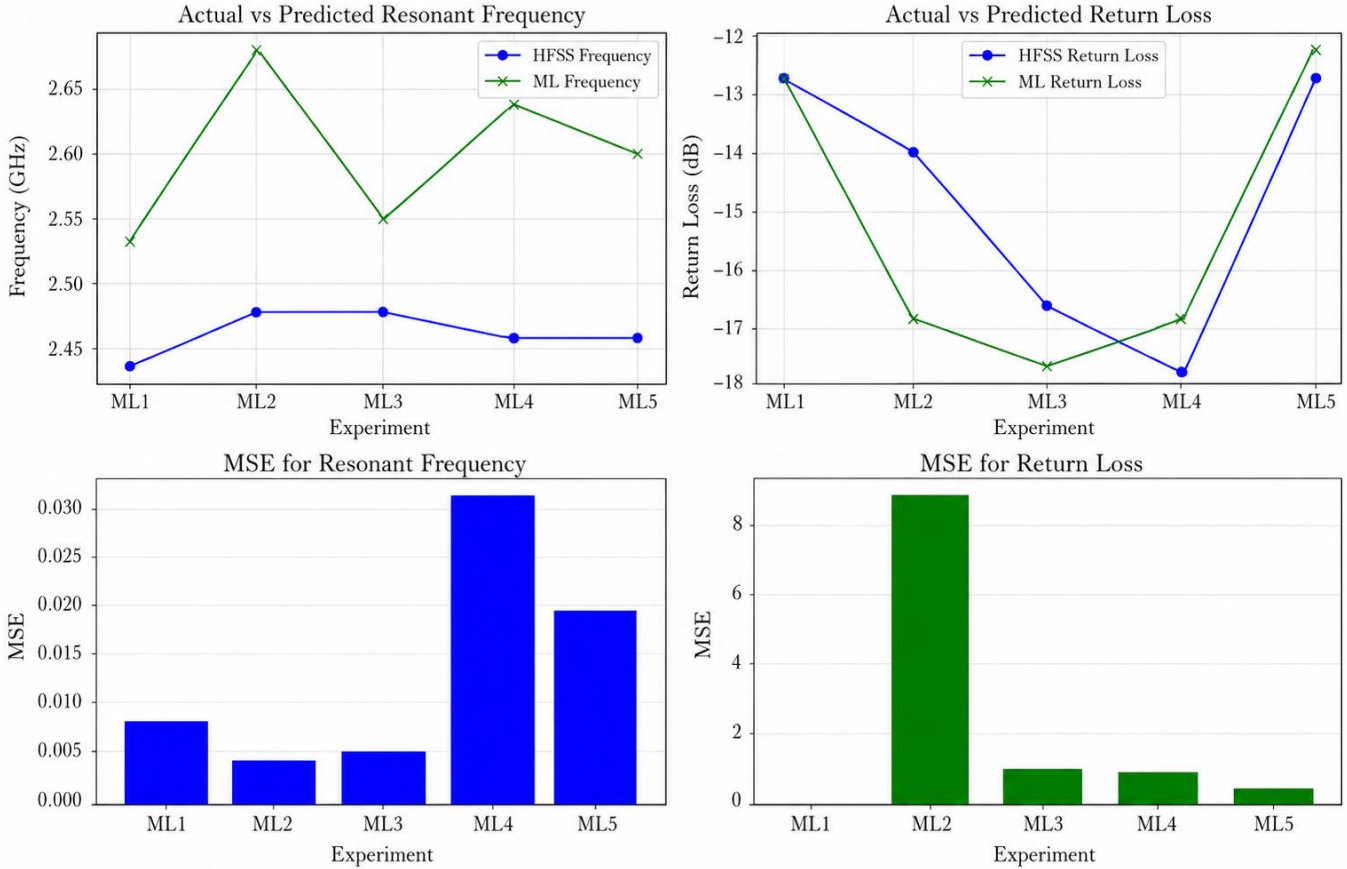 Actual vs Predicted Resonant Frequency
HFSS Frequency
ML Frequency
Frequency (GHz)
2.65
2.60
2.55
2.50
2.45
ML1 ML2 ML3 ML4 ML5
Experiment
Actual vs Predicted Return Loss
HFSS Return Loss
ML Return Loss
Return Loss (dB)
−12
−13
−14
−15
−16
−17
−18
ML1 ML2 ML3 ML4 ML5
Experiment
MSE for Resonant Frequency
MSE
0.030
0.025
0.020
0.015
0.010
0.005
0.000
ML1 ML2 ML3 ML4 ML5
Experiment
MSE for Return Loss
MSE
8
6
4
2
0
ML1 ML2 ML3 ML4 ML5
Experiment